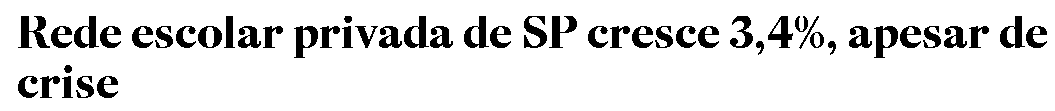 Rede escolar privada de SP cresce 3,4%, apesar de
crise